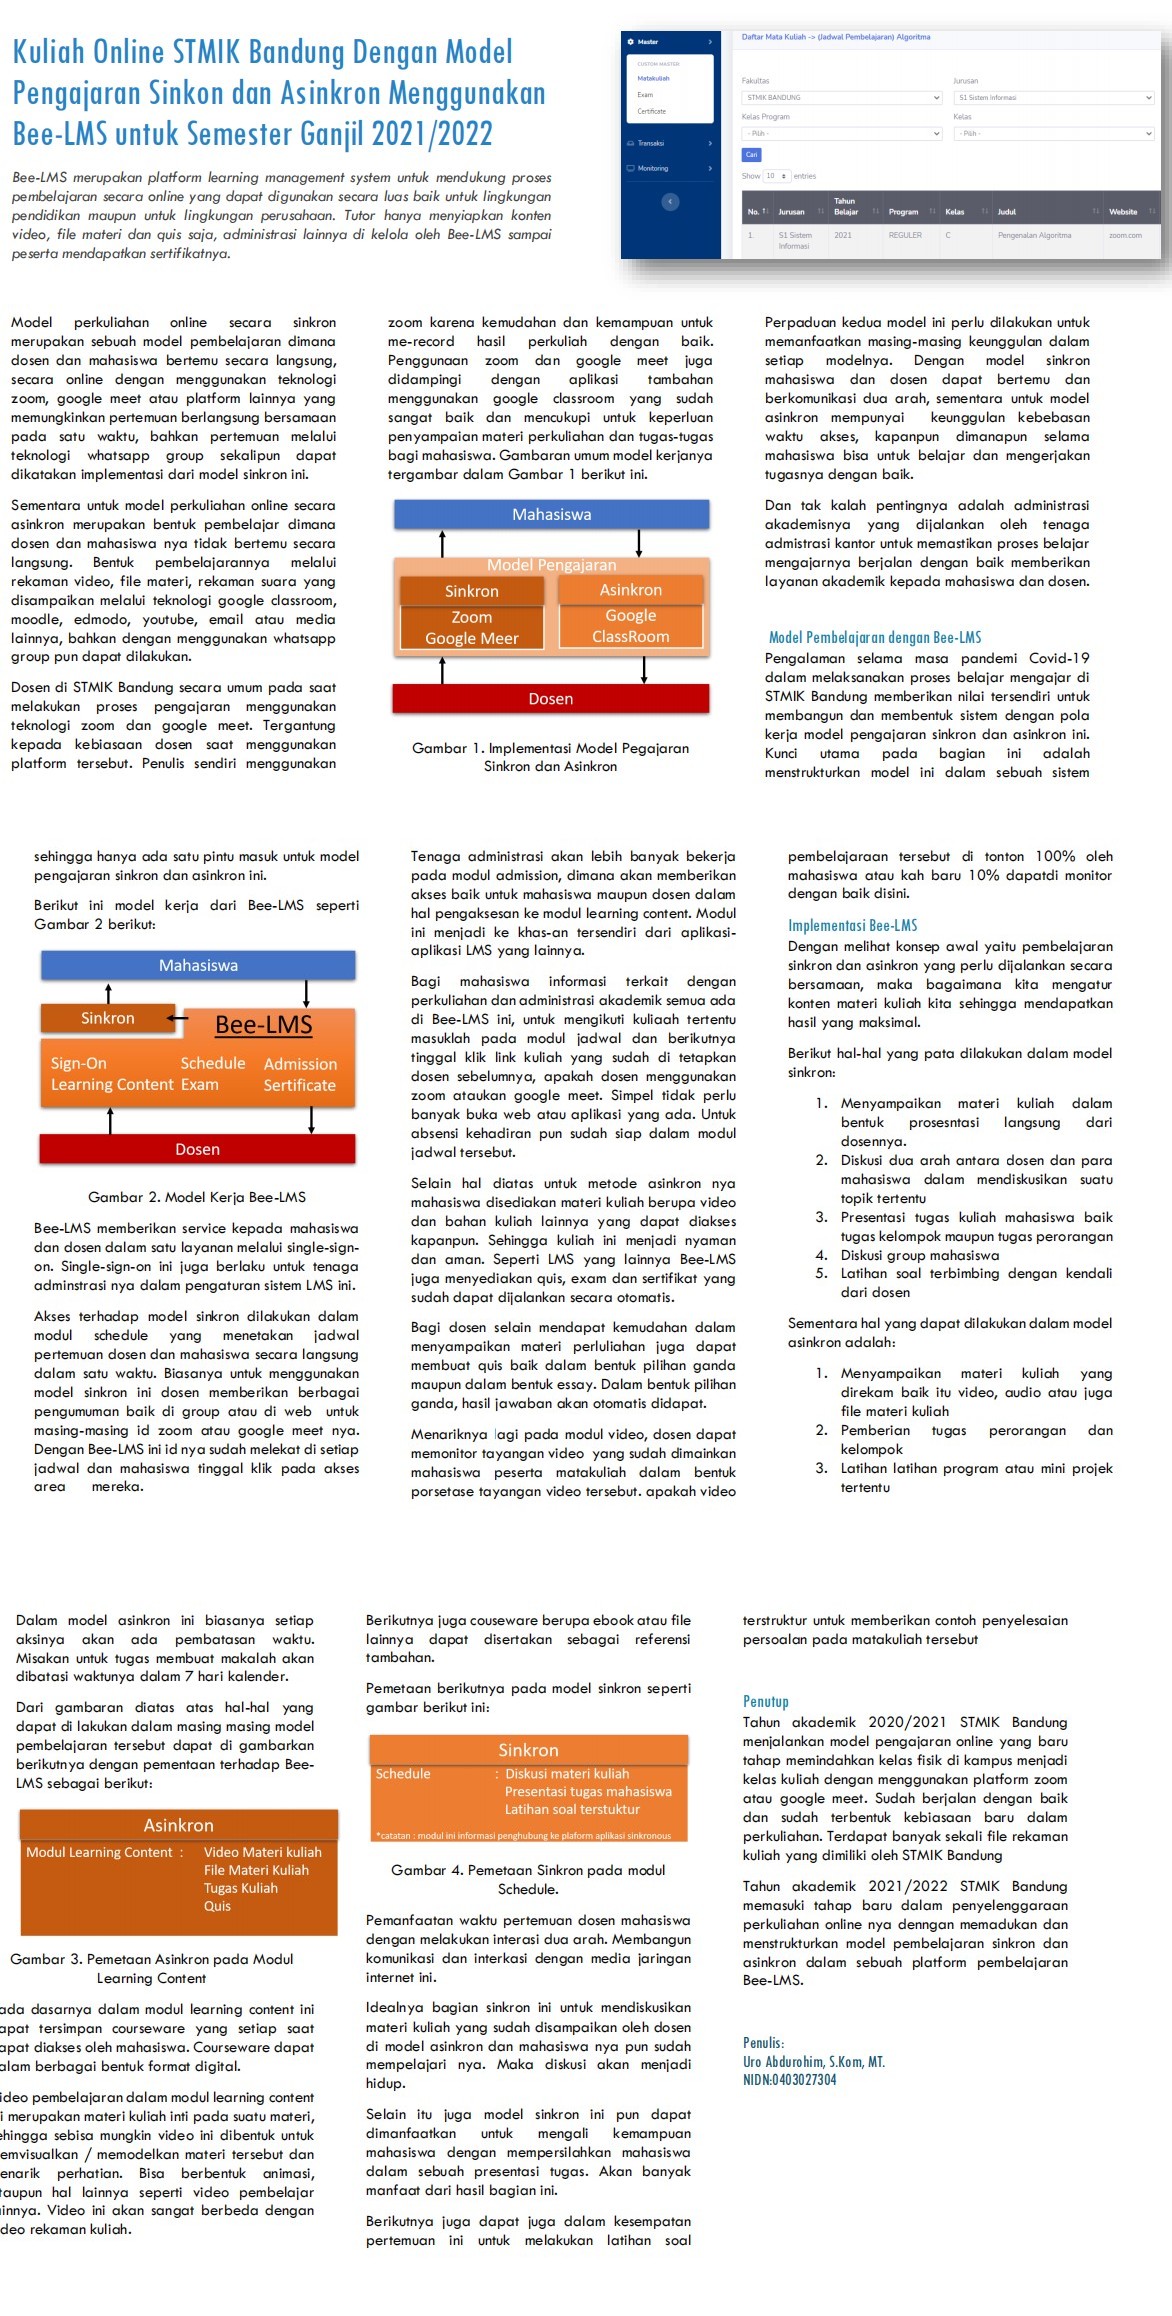 Kuliah Online STMIK Bandung Dengan Model
Pengajaran Sinkon dan Asinkron Menggunakan
Bee-LMS untuk Semester Ganjil 2021/2022
Bee-LMS merupakan platform learning management system untuk mendukung proses
pembelajaran secara online yang dapat digunakan secara luas baik untuk lingkungan
pendidikan maupun untuk lingkungan perusahaan. Tutor hanya menyiapkan konten
video, file materi dan quis saja, administrasi lainnya di kelola oleh Bee-LMS sampai
peserta mendapatkan sertifikatnya.
Master
CUSTOM MASTER
Matakuliah
Exam
Certificate
Transaksi
Monitoring
Daftar Mata Kuliah -> (Jadwal Pembelajaran) Algoritma
Fakultas
Jurusan
STMIK BANDUNG
S1 Sistem Informasi
Kelas Program
Kelas
- Pilih -
- Pilih -
Cari
Show 10 entries
No. Jurusan Tahun Belajar Program Kelas Judul Website
1. S1 Sistem Informasi 2021 REGULER C Pengenalan Algoritma zoom.com
Model perkuliahan online secara sinkron
merupakan sebuah model pembelajaran dimana
dosen dan mahasiswa bertemu secara langsung,
secara online dengan menggunakan teknologi
zoom, google meet atau platform lainnya yang
memungkinkan pertemuan berlangsung bersamaan
pada satu waktu, bahkan pertemuan melalui
teknologi whatsapp group sekalipun dapat
dikatakan implementasi dari model sinkron ini.
Sementara untuk model perkuliahan online secara
asinkron merupakan bentuk pembelajar dimana
dosen dan mahasiswa nya tidak bertemu secara
langsung. Bentuk pembelajarannya melalui
rekaman video, file materi, rekaman suara yang
disampaikan melalui teknologi google classroom,
moodle, edmodo, youtube, email atau media
lainnya, bahkan dengan menggunakan whatsapp
group pun dapat dilakukan.
Dosen di STMIK Bandung secara umum pada saat
melakukan proses pengajaran menggunakan
teknologi zoom dan google meet. Tergantung
kepada kebiasaan dosen saat menggunakan
platform tersebut. Penulis sendiri menggunakan
zoom karena kemudahan dan kemampuan untuk
me-record hasil perkuliah dengan baik.
Penggunaan zoom dan google meet juga
didampingi dengan aplikasi tambahan
menggunakan google classroom yang sudah
sangat baik dan mencukupi untuk keperluan
penyampaian materi perkuliahan dan tugas-tugas
bagi mahasiswa. Gambaran umum model kerjanya
tergambar dalam Gambar 1 berikut ini.
Mahasiswa
Model Pengajaran
Sinkron
Asinkron
Zoom
Google Meer
Google
ClassRoom
Dosen
Gambar 1. Implementasi Model Pegajaran
Sinkron dan Asinkron
Perpaduan kedua model ini perlu dilakukan untuk
memanfaatkan masing-masing keunggulan dalam
setiap modelnya. Dengan model sinkron
mahasiswa dan dosen dapat bertemu dan
berkomunikasi dua arah, sementara untuk model
asinkron mempunyai keunggulan kebebasan
waktu akses, kapanpun dimanapun selama
mahasiswa bisa untuk belajar dan mengerjakan
tugasnya dengan baik.
Dan tak kalah pentingnya adalah administrasi
akademisnya yang dijalankan oleh tenaga
admistrasi kantor untuk memastikan proses belajar
mengajarnya berjalan dengan baik memberikan
layanan akademik kepada mahasiswa dan dosen.
Model Pembelajaran dengan Bee-LMS
Pengalaman selama masa pandemi Covid-19
dalam melaksanakan proses belajar mengajar di
STMIK Bandung memberikan nilai tersendiri untuk
membangun dan membentuk sistem dengan pola
kerja model pengajaran sinkron dan asinkron ini.
Kunci utama pada bagian ini adalah
menstrukturkan model ini dalam sebuah sistem
sehingga hanya ada satu pintu masuk untuk model
pengajaran sinkron dan asinkron ini.
Berikut ini model kerja dari Bee-LMS seperti
Gambar 2 berikut:
Mahasiswa
Sinkron
Bee-LMS
Sign-On Schedule Admission
Learning Content Exam Sertificate
Dosen
Gambar 2. Model Kerja Bee-LMS
Bee-LMS memberikan service kepada mahasiswa
dan dosen dalam satu layanan melalui single-sign-
on. Single-sign-on ini juga berlaku untuk tenaga
adminstrasi nya dalam pengaturan sistem LMS ini.
Akses terhadap model sinkron dilakukan dalam
modul schedule yang menetakan jadwal
pertemuan dosen dan mahasiswa secara langsung
dalam satu waktu. Biasanya untuk menggunakan
model sinkron ini dosen memberikan berbagai
pengumuman baik di group atau di web untuk
masing-masing id zoom atau google meet nya.
Dengan Bee-LMS ini id nya sudah melekat di setiap
jadwal dan mahasiswa tinggal klik pada akses
area mereka.
Tenaga administrasi akan lebih banyak bekerja
pada modul admission, dimana akan memberikan
akses baik untuk mahasiswa maupun dosen dalam
hal pengaksesan ke modul learning content. Modul
ini menjadi ke khas-an tersendiri dari aplikasi-
aplikasi LMS yang lainnya.
Bagi mahasiswa informasi terkait dengan
perkuliahan dan administrasi akademik semua ada
di Bee-LMS ini, untuk mengikuti kuliaah tertentu
masuklah pada modul jadwal dan berikutnya
tinggal klik link kuliah yang sudah di tetapkan
dosen sebelumnya, apakah dosen menggunakan
zoom ataukan google meet. Simpel tidak perlu
banyak buka web atau aplikasi yang ada. Untuk
absensi kehadiran pun sudah siap dalam modul
jadwal tersebut.
Selain hal diatas untuk metode asinkron nya
mahasiswa disediakan materi kuliah berupa video
dan bahan kuliah lainnya yang dapat diakses
kapanpun. Sehingga kuliah ini menjadi nyaman
dan aman. Seperti LMS yang lainnya Bee-LMS
juga menyediakan quis, exam dan sertifikat yang
sudah dapat dijalankan secara otomatis.
Bagi dosen selain mendapat kemudahan dalam
menyampaikan materi perluliahan juga dapat
membuat quis baik dalam bentuk pilihan ganda
maupun dalam bentuk essay. Dalam bentuk pilihan
ganda, hasil jawaban akan otomatis didapat.
Menariknya lagi pada modul video, dosen dapat
memonitor tayangan video yang sudah dimainkan
mahasiswa peserta matakuliah dalam bentuk
porsetase tayangan video tersebut. apakah video
pembelajaraan tersebut di tonton 100% oleh
mahasiswa atau kah baru 10% dapatdi monitor
dengan baik disini.
Implementasi Bee-LMS
Dengan melihat konsep awal yaitu pembelajaran
sinkron dan asinkron yang perlu dijalankan secara
bersamaan, maka bagaimana kita mengatur
konten materi kuliah kita sehingga mendapatkan
hasil yang maksimal.
Berikut hal-hal yang pata dilakukan dalam model
sinkron:
1. Menyampaikan materi kuliah dalam
bentuk prosesntasi langsung dari
dosennya.
2. Diskusi dua arah antara dosen dan para
mahasiswa dalam mendiskusikan suatu
topik tertentu
3. Presentasi tugas kuliah mahasiswa baik
tugas kelompok maupun tugas perorangan
4. Diskusi group mahasiswa
5. Latihan soal terbimbing dengan kendali
dari dosen
Sementara hal yang dapat dilakukan dalam model
asinkron adalah:
1. Menyampaikan materi kuliah yang
direkam baik itu video, audio atau juga
file materi kuliah
2. Pemberian tugas perorangan dan
kelompok
3. Latihan latihan program atau mini projek
tertentu
Dalam model asinkron ini biasanya setiap
aksinya akan ada pembatasan waktu.
Misakan untuk tugas membuat makalah akan
dibatasi waktunya dalam 7 hari kalender.
Dari gambaran diatas atas hal-hal yang
dapat di lakukan dalam masing masing model
pembelajaran tersebut dapat di gambarkan
berikutnya dengan pementaan terhadap Bee-
LMS sebagai berikut:
Asinkron
Modul Learning Content : Video Materi kuliah
File Materi Kuliah
Tugas Kuliah
Quis
Gambar 3. Pemetaan Asinkron pada Modul
Learning Content
ada dasarnya dalam modul learning content ini
apat tersimpan courseware yang setiap saat
apat diakses oleh mahasiswa. Courseware dapat
alam berbagai bentuk format digital.
ideo pembelajaran dalam modul learning content
i merupakan materi kuliah inti pada suatu materi,
ehingga sebisa mungkin video ini dibentuk untuk
emvisualkan / memodelkan materi tersebut dan
enarik perhatian. Bisa berbentuk animasi,
taupun hal lainnya seperti video pembelajar
ainnya. Video ini akan sangat berbeda dengan
ideo rekaman kuliah.
Berikutnya juga couseware berupa ebook atau file
lainnya dapat disertakan sebagai referensi
tambahan.
Pemetaan berikutnya pada model sinkron seperti
gambar berikut ini:
Sinkron
Schedule : Diskusi materi kuliah
Presentasi tugas mahasiswa
Latihan soal terstuktur
*catatan : modul ini informasi penghubung ke plaform aplikasi sinkronous
Gambar 4. Pemetaan Sinkron pada modul
Schedule.
Pemanfaatan waktu pertemuan dosen mahasiswa
dengan melakukan interasi dua arah. Membangun
komunikasi dan interkasi dengan media jaringan
internet ini.
Idealnya bagian sinkron ini untuk mendiskusikan
materi kuliah yang sudah disampaikan oleh dosen
di model asinkron dan mahasiswa nya pun sudah
mempelajari nya. Maka diskusi akan menjadi
hidup.
Selain itu juga model sinkron ini pun dapat
dimanfaatkan untuk mengali kemampuan
mahasiswa dengan mempersilahkan mahasiswa
dalam sebuah presentasi tugas. Akan banyak
manfaat dari hasil bagian ini.
Berikutnya juga dapat juga dalam kesempatan
pertemuan ini untuk melakukan latihan soal
terstruktur untuk memberikan contoh penyelesaian
persoalan pada matakuliah tersebut
Penutup
Tahun akademik 2020/2021 STMIK Bandung
menjalankan model pengajaran online yang baru
tahap memindahkan kelas fisik di kampus menjadi
kelas kuliah dengan menggunakan platform zoom
atau google meet. Sudah berjalan dengan baik
dan sudah terbentuk kebiasaan baru dalam
perkuliahan. Terdapat banyak sekali file rekaman
kuliah yang dimiliki oleh STMIK Bandung
Tahun akademik 2021/2022 STMIK Bandung
memasuki tahap baru dalam penyelenggaraan
perkuliahan online nya denngan memadukan dan
menstrukturkan model pembelajaran sinkron dan
asinkron dalam sebuah platform pembelajaran
Bee-LMS.
Penulis:
Uro Abdurohim, S.Kom, MT.
NIDN:0403027304